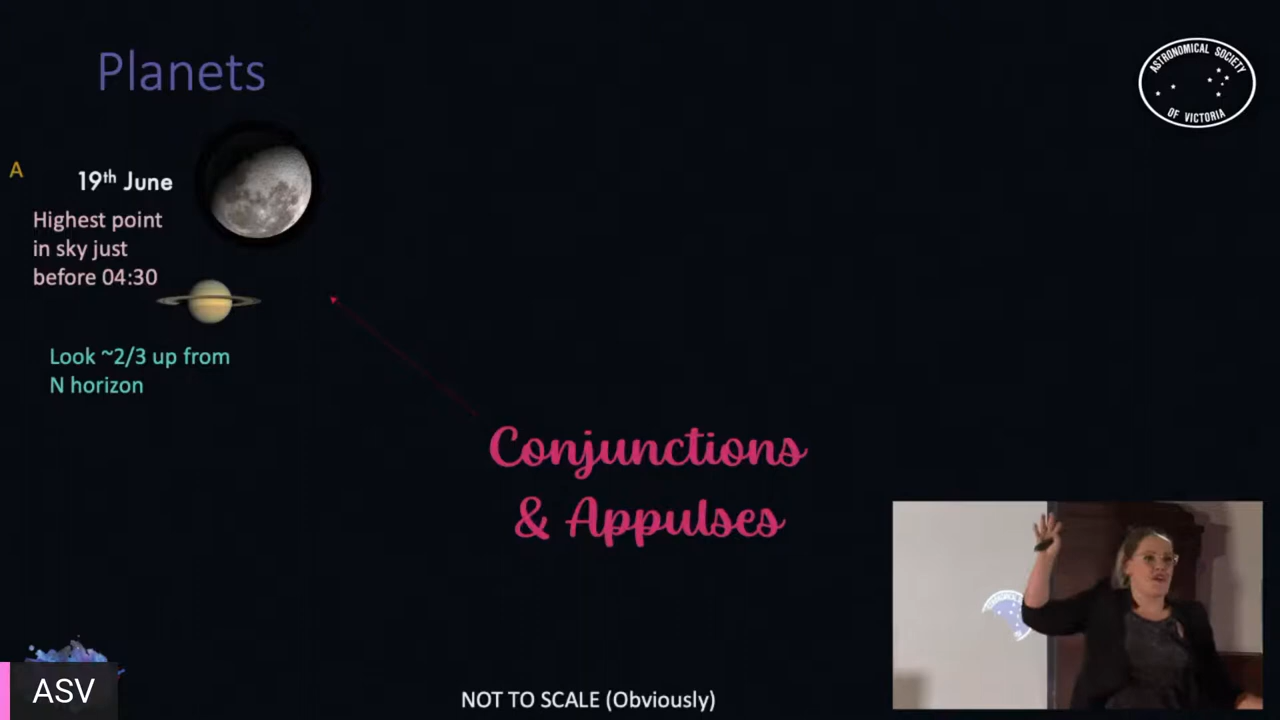 Planets
ASTRONOMICAL SOCIETY
OF VICTORIA
A
19th June
Highest point
in sky just
before 04:30
Look ~2/3 up from
N horizon
Conjunctions
& Appulses
ASV
NOT TO SCALE (Obviously)